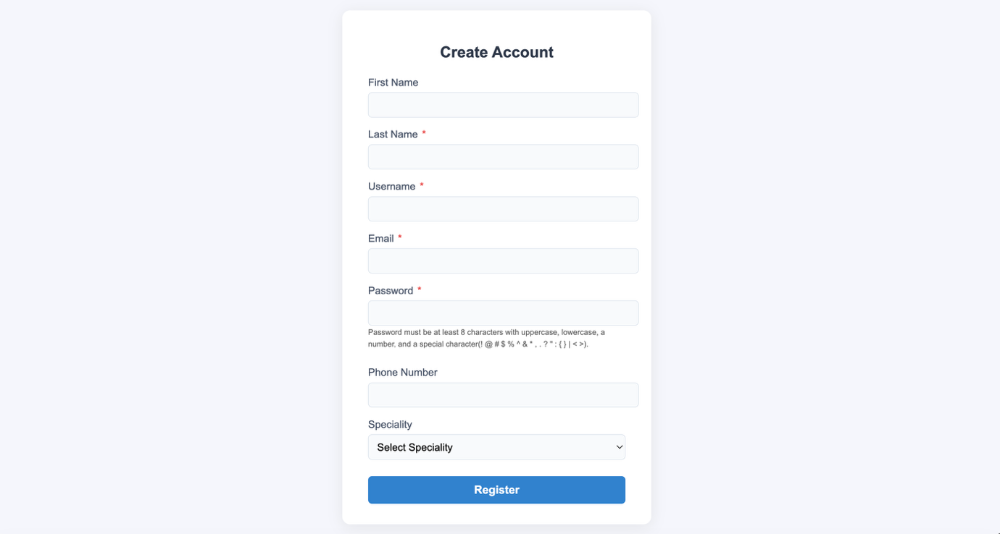 Create Account
First Name
Last Name *
Username *
Email *
Password *
Password must be at least 8 characters with uppercase, lowercase, a
number, and a special character(! @ # $ % ^ & * , . ? " : { } | < >).
Phone Number
Speciality
Select Speciality
Register